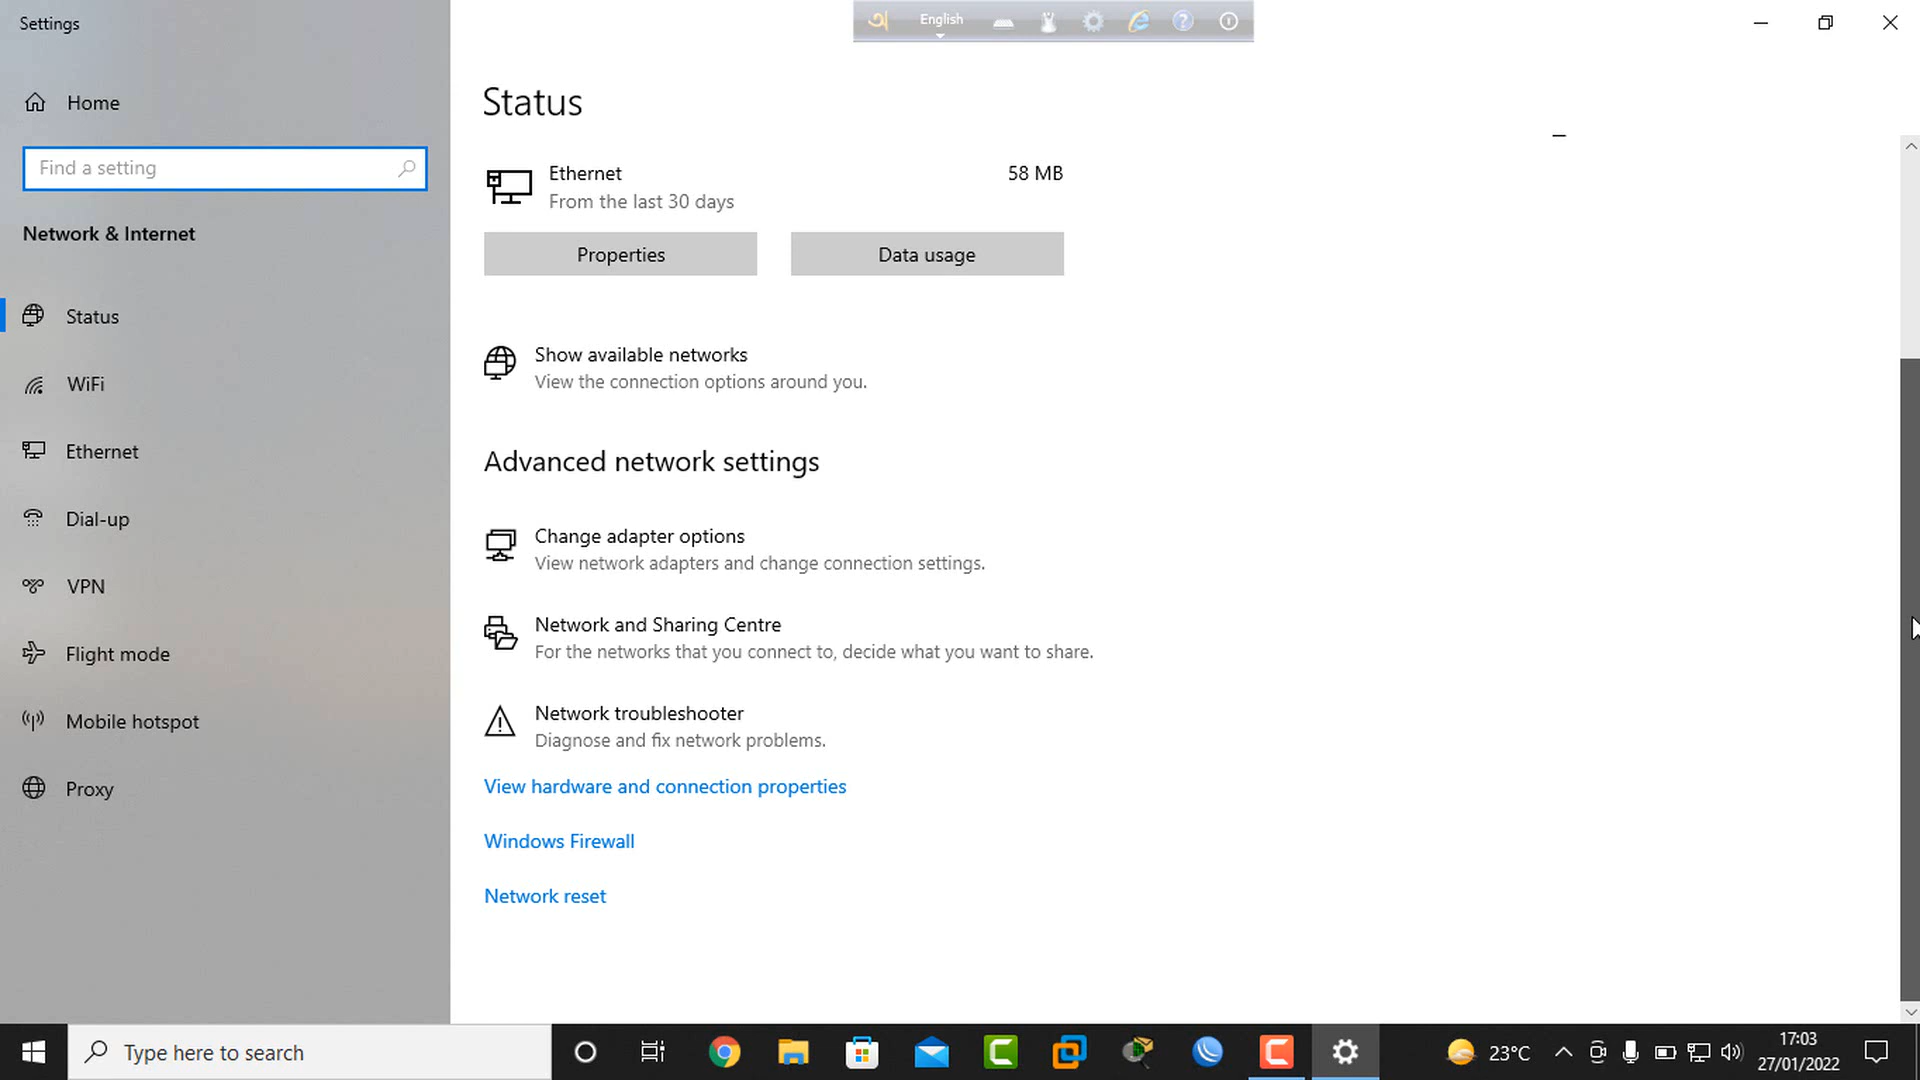 Settings
অ English
Home
Find a setting
Network & Internet
Status
WiFi
Ethernet
Dial-up
VPN
Flight mode
Mobile hotspot
Proxy
Status
Ethernet 58 MB
From the last 30 days
Properties Data usage
Show available networks
View the connection options around you.
Advanced network settings
Change adapter options
View network adapters and change connection settings.
Network and Sharing Centre
For the networks that you connect to, decide what you want to share.
Network troubleshooter
Diagnose and fix network problems.
View hardware and connection properties
Windows Firewall
Network reset
Type here to search
23°C
17:03
27/01/2022